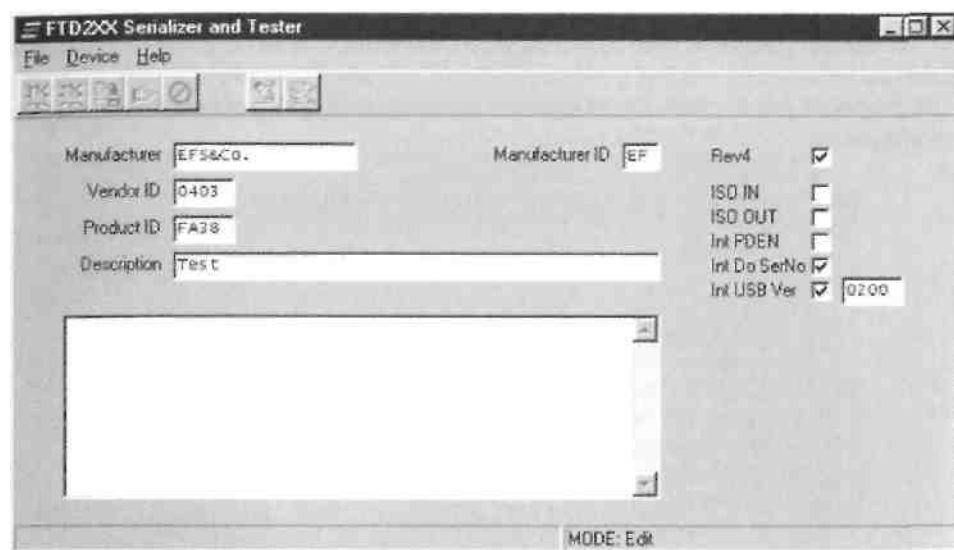 FTD2XX Serializer and Tester
File Device Help
Manufacturer EFS&Co. Manufacturer ID EF Rev4
Vendor ID 0403 ISO IN
ISO OUT
Product ID FA38 Int PDEN
Description Test Int Do SerNo
Int USB Ver 0200
MODE: Edit